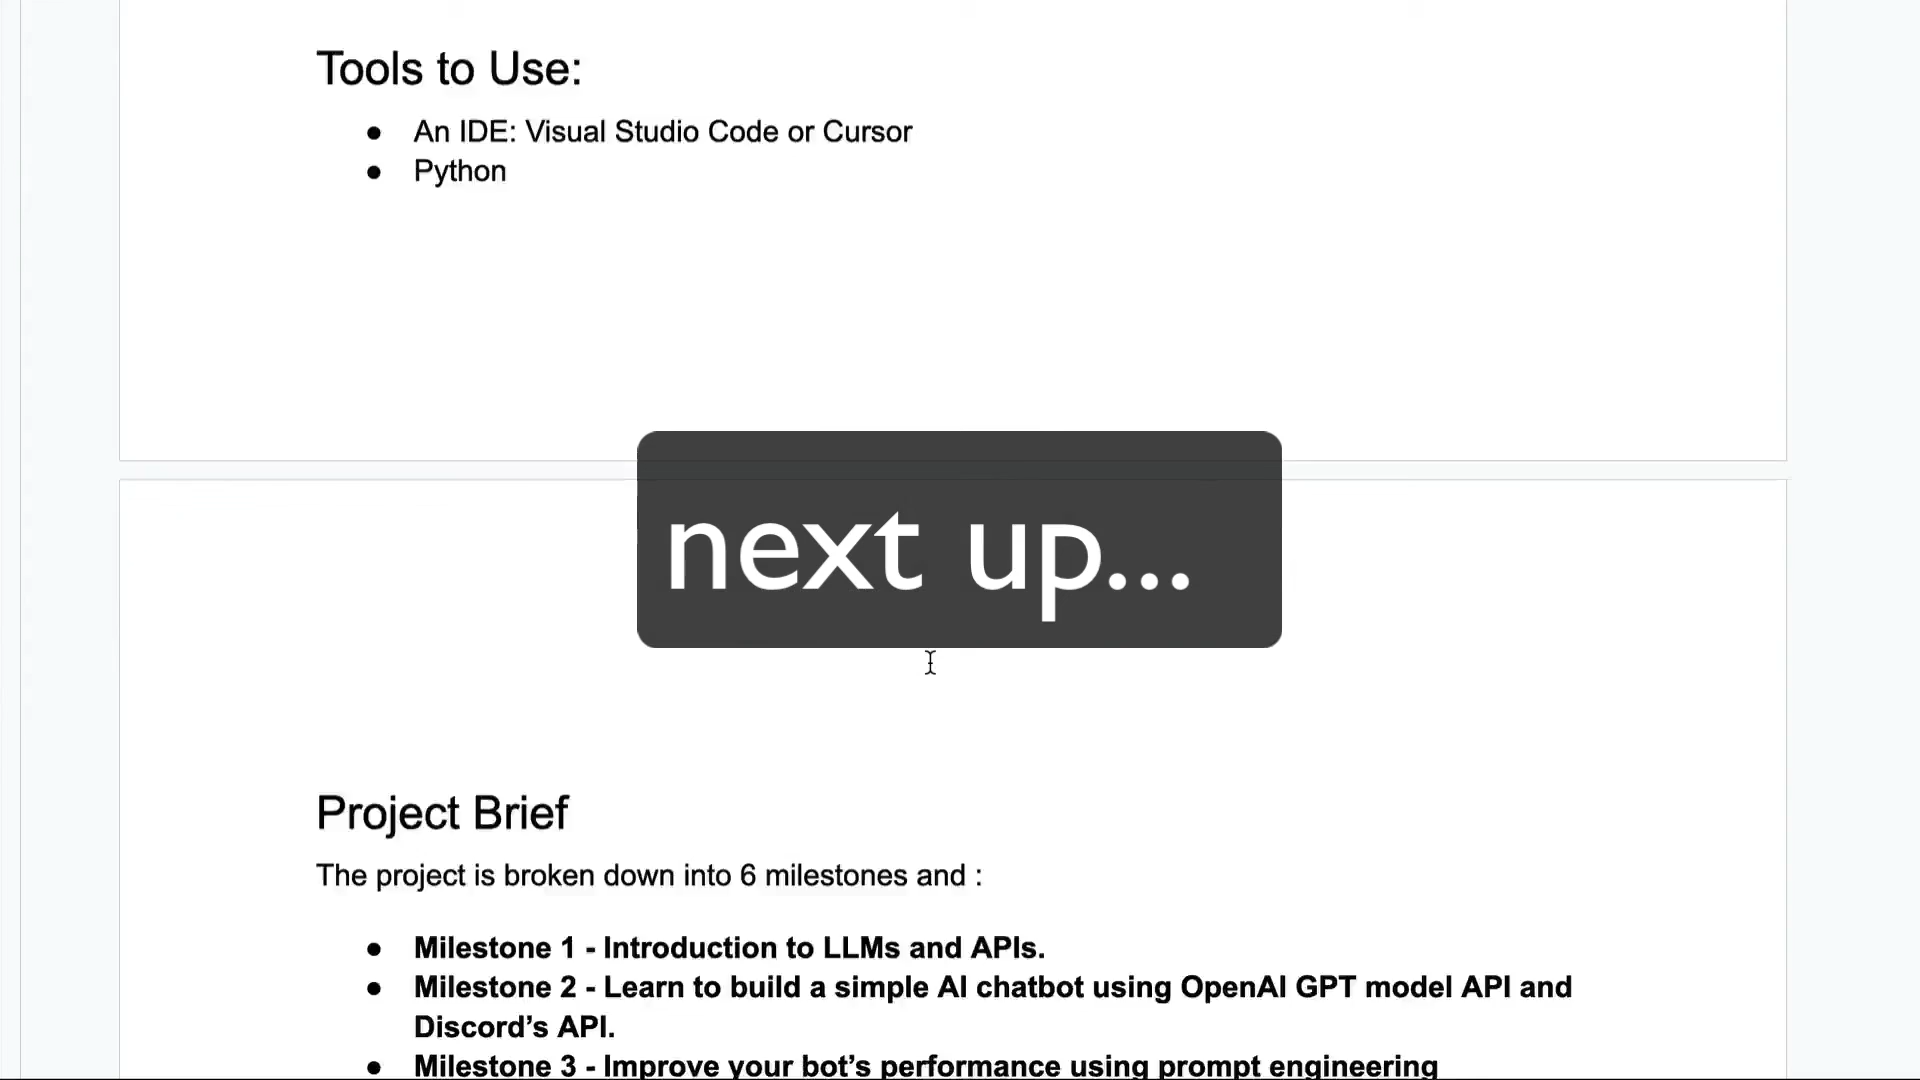 Tools to Use:
● An IDE: Visual Studio Code or Cursor
● Python
next up...
Project Brief
The project is broken down into 6 milestones and :
● Milestone 1 - Introduction to LLMs and APIs.
● Milestone 2 - Learn to build a simple AI chatbot using OpenAI GPT model API and
Discord’s API.
● Milestone 3 - Improve your bot’s performance using prompt engineering